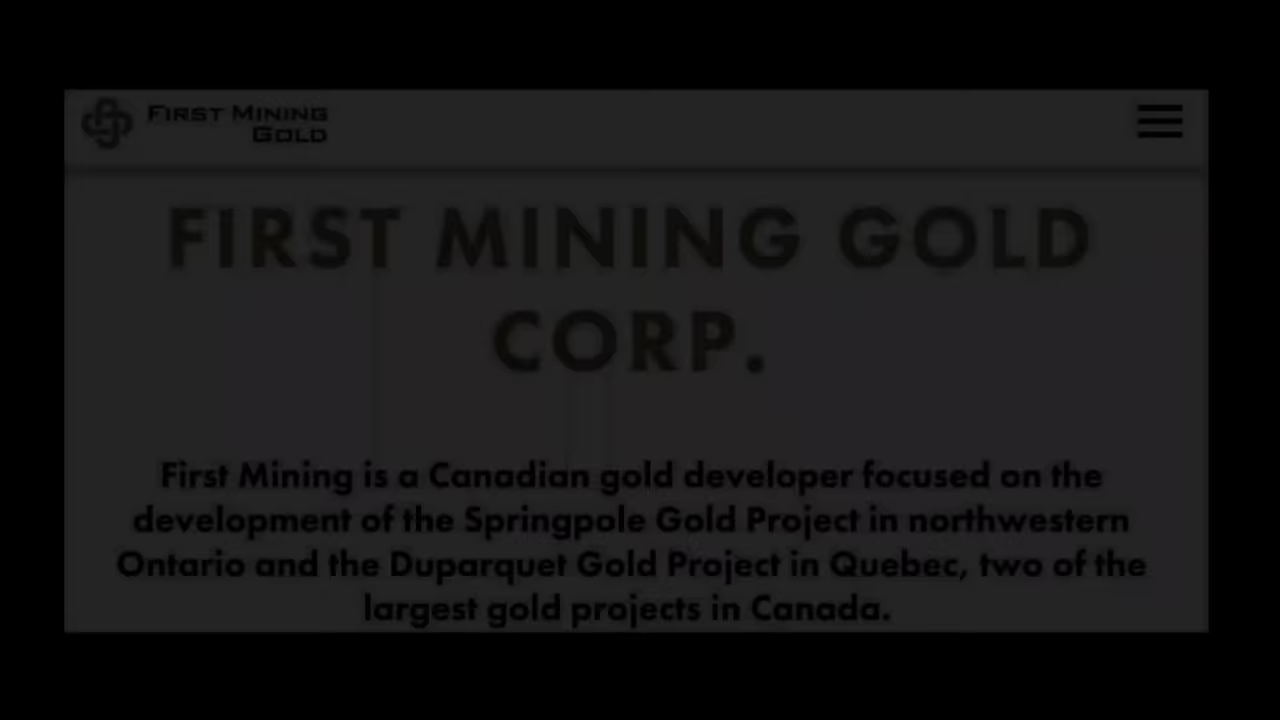 First Mining
Gold
FIRST MINING GOLD
CORP.
First Mining is a Canadian gold developer focused on the
development of the Springpole Gold Project in northwestern
Ontario and the Duparquet Gold Project in Quebec, two of the
largest gold projects in Canada.